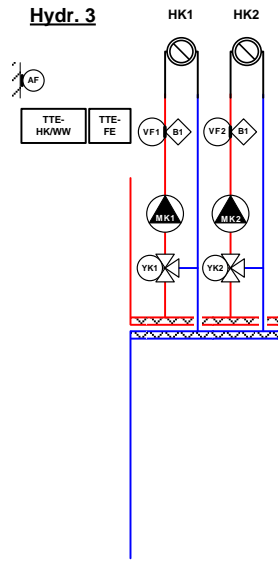 Hydr. 3
HK1
HK2
AF
TTE-
HK/WW
TTE-
FE
VF1
B1
VF2
B1
MK1
MK2
YK1
YK2